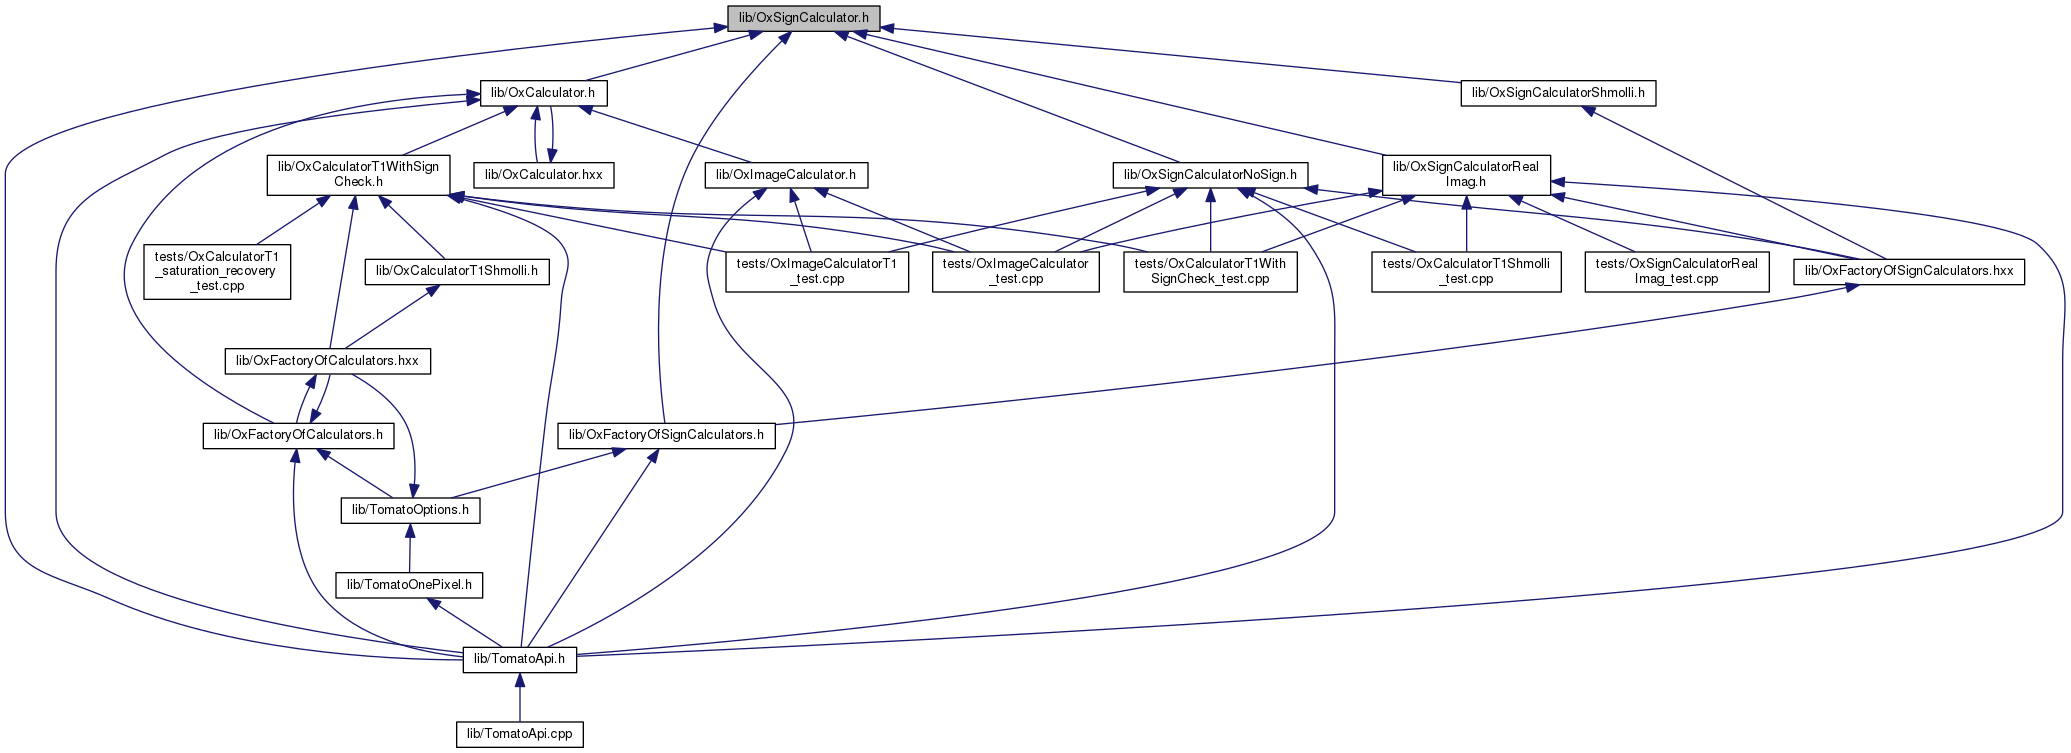 lib/OxSignCalculator.h
lib/OxCalculator.h
lib/OxSignCalculatorShmolli.h
lib/OxCalculatorT1WithSign
Check.h
lib/OxCalculator.hxx
lib/OxImageCalculator.h
lib/OxSignCalculatorNoSign.h
lib/OxSignCalculatorReal
Imag.h
tests/OxCalculatorT1
_saturation_recovery
_test.cpp
lib/OxCalculatorT1Shmolli.h
tests/OxImageCalculatorT1
_test.cpp
tests/OxImageCalculator
_test.cpp
tests/OxCalculatorT1With
SignCheck_test.cpp
tests/OxCalculatorT1Shmolli
_test.cpp
tests/OxSignCalculatorReal
Imag_test.cpp
lib/OxFactoryOfSignCalculators.hxx
lib/OxFactoryOfCalculators.hxx
lib/OxFactoryOfCalculators.h
lib/OxFactoryOfSignCalculators.h
lib/TomatoOptions.h
lib/TomatoOnePixel.h
lib/TomatoApi.h
lib/TomatoApi.cpp